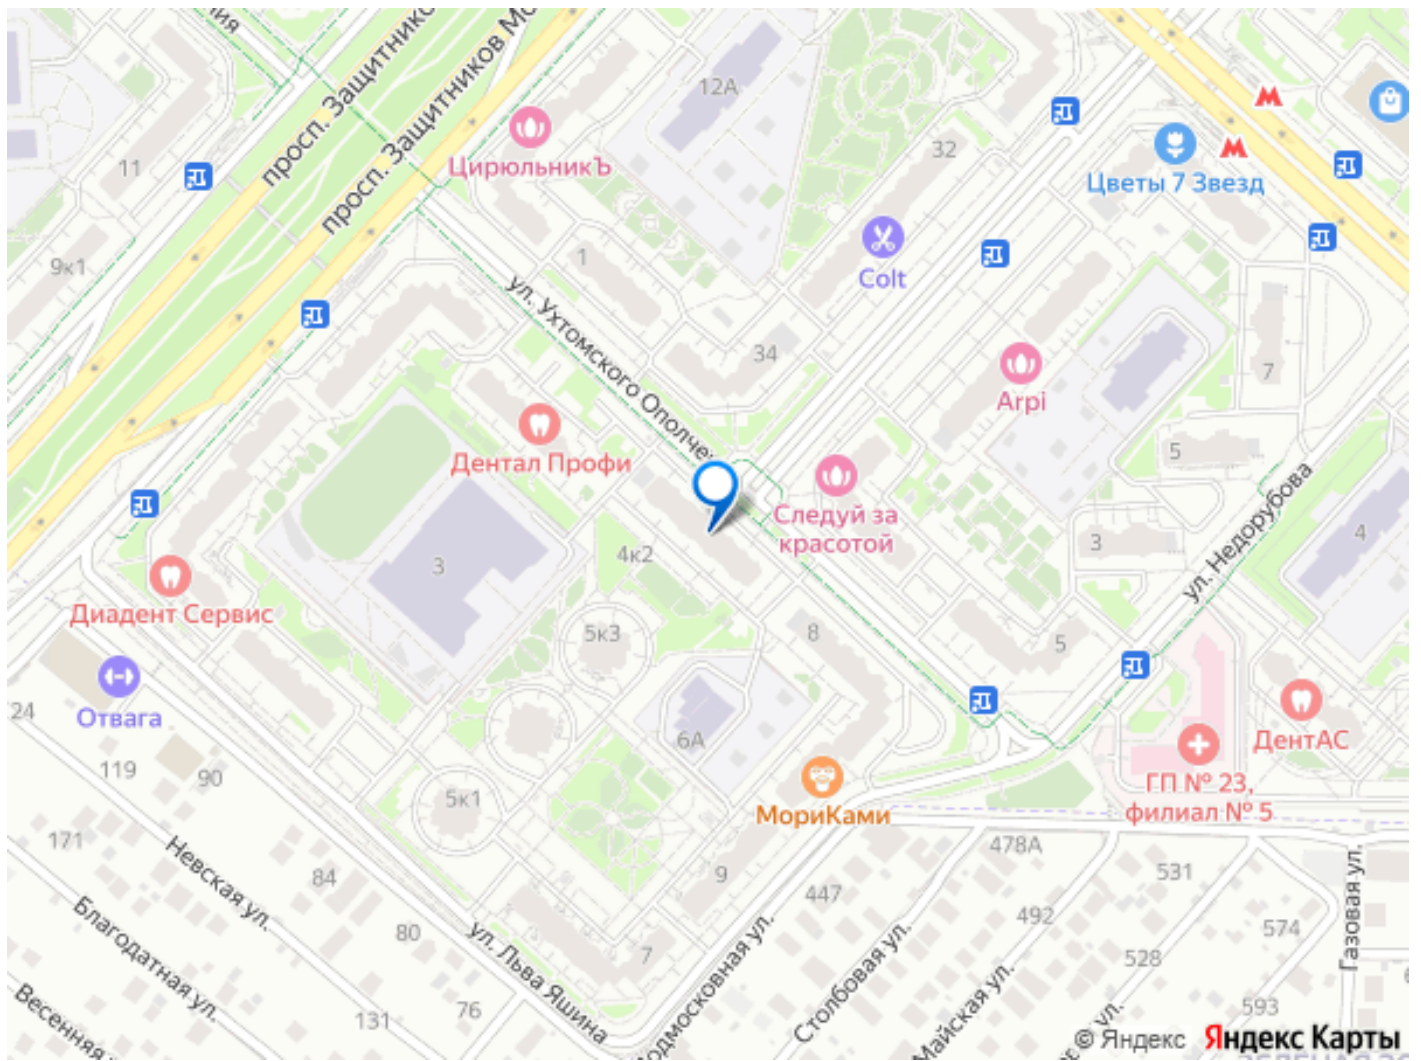 просп. Защитников
просп. Защитников Мо
12А
11
ЦирюльникЪ
32
Цветы 7 Звезд
9к1
1
Colt
ул. Ухтомского Ополче
34
7
Arpi
Дентал Профи
5
Следуй за
красотой
3
4к2
3
4
ул. Недорубова
Диадент Сервис
5к3
8
5
Отвага
24
6А
ДентАС
119
90
5к1
МориКами
ГП № 23,
филиал № 5
171
Невская ул.
84
9
447
478А
531
Газовая ул.
Благодатная ул.
80
ул. Льва Яшина
7
492
574
Столбовая ул.
528
76
131
Майская ул.
593
ул.
© Яндекс Яндекс Карты